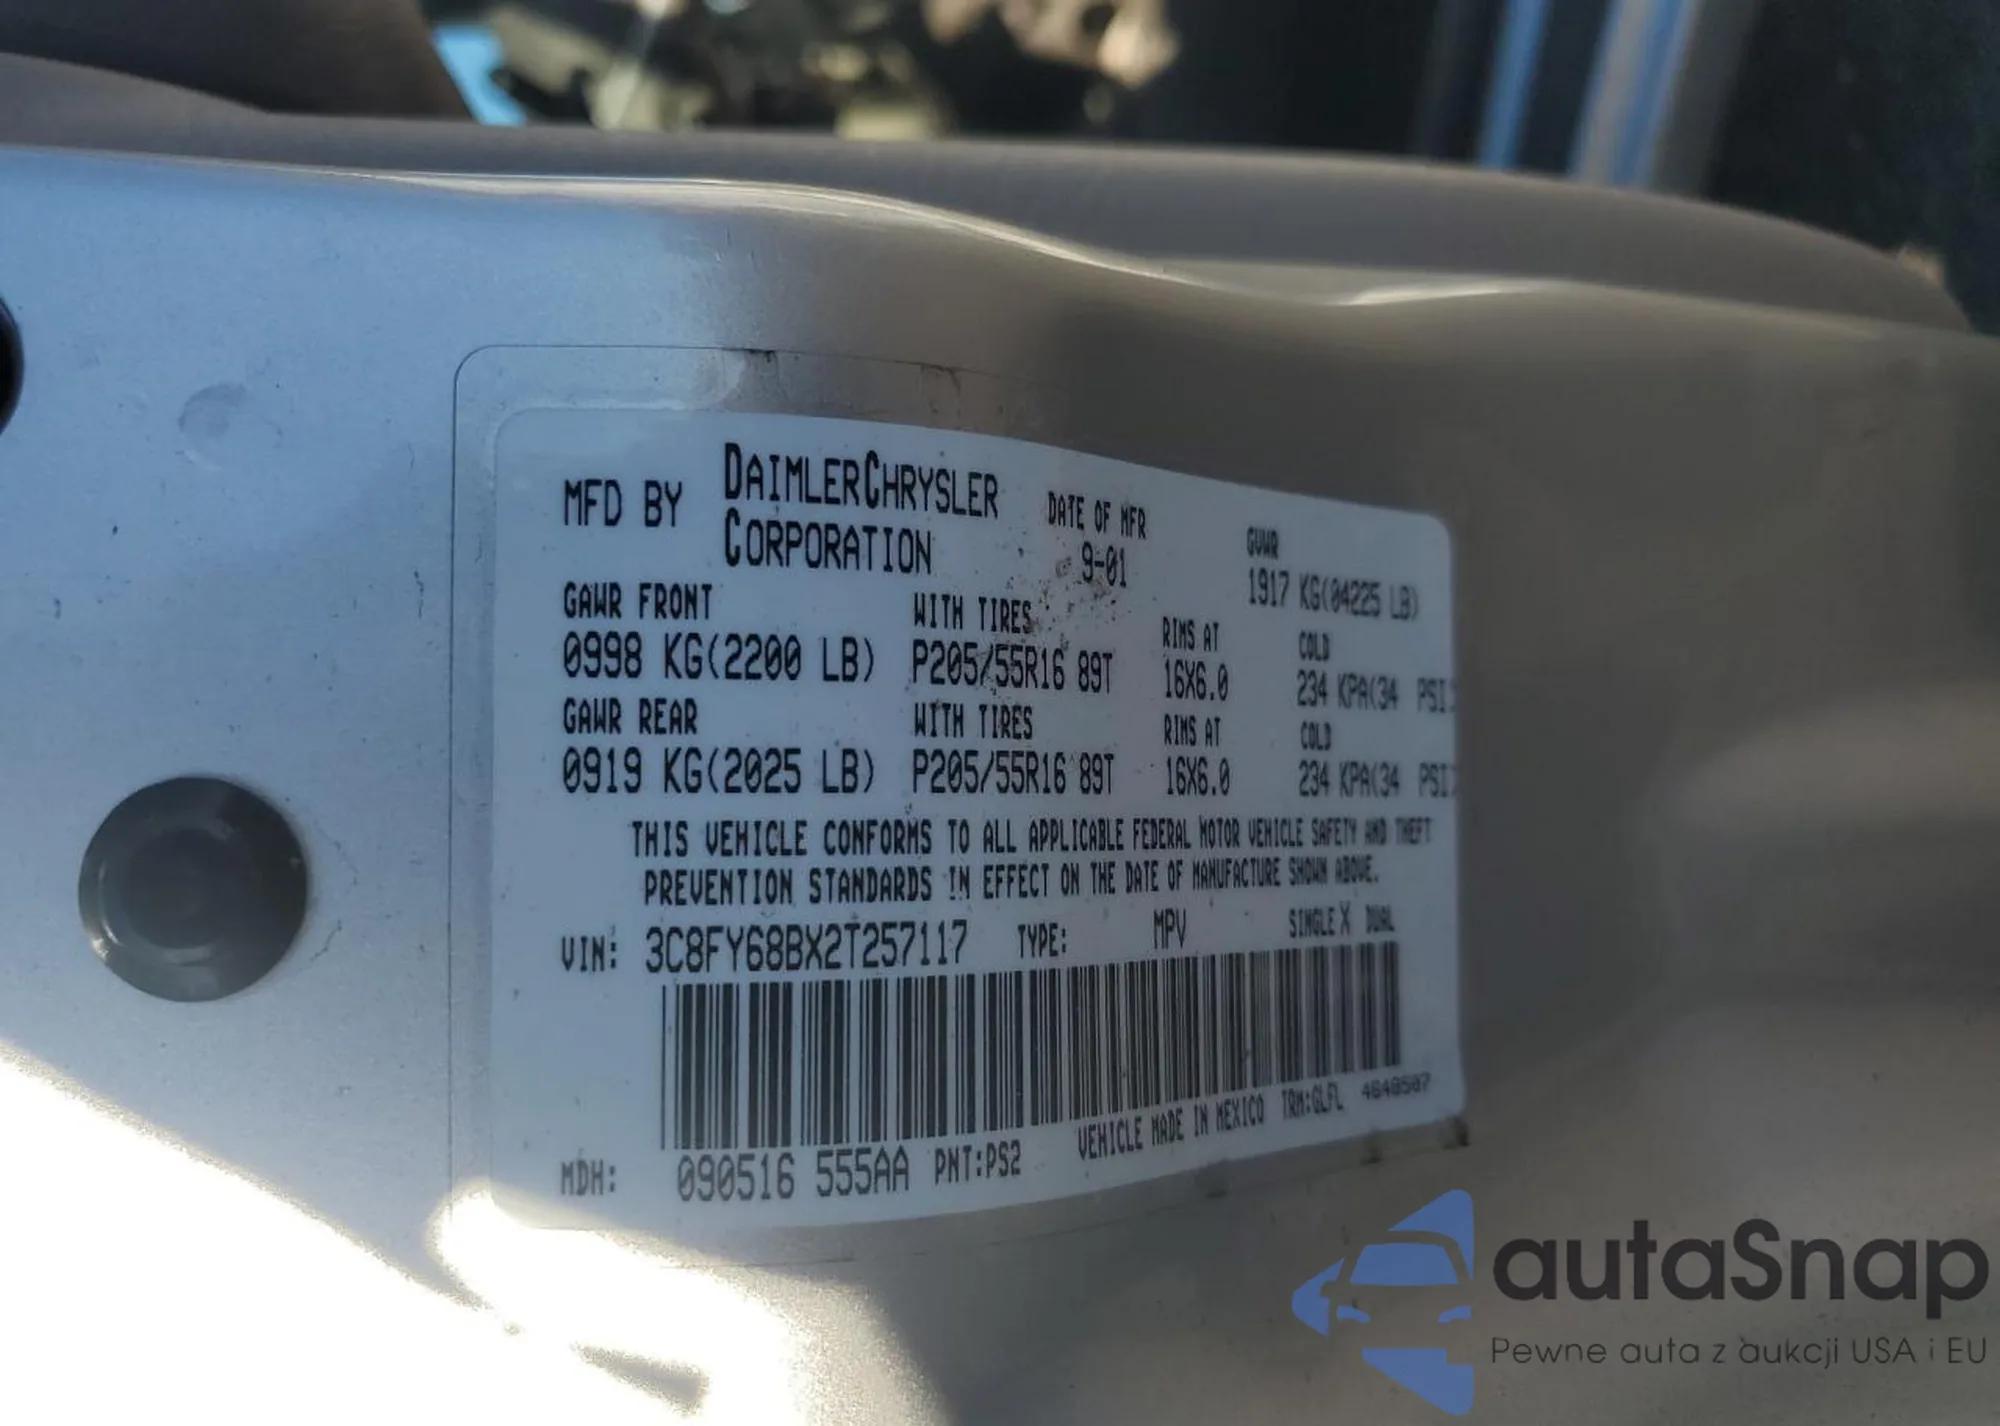 MFD BY DAIMLERCHRYSLER CORPORATION
DATE OF MFR
9-01
GVWR
1917 KG(04225 LB)
GAWR FRONT WITH TIRES RIMS AT COLD
0998 KG(2200 LB) P205/55R16 89T 16X6.0 234 KPA(34 PSI)
GAWR REAR WITH TIRES RIMS AT COLD
0919 KG(2025 LB) P205/55R16 89T 16X6.0 234 KPA(34 PSI)
THIS VEHICLE CONFORMS TO ALL APPLICABLE FEDERAL MOTOR VEHICLE SAFETY AND THEFT
PREVENTION STANDARDS IN EFFECT ON THE DATE OF MANUFACTURE SHOWN ABOVE.
VIN: 3C8FY68BX2T257117 TYPE: MPV SINGLE X DUAL
MDH: 090516 555AA PNT:PS2 VEHICLE MADE IN MEXICO TRM:GLFL 4648507
autaSnap
Pewne auta z aukcji USA i EU